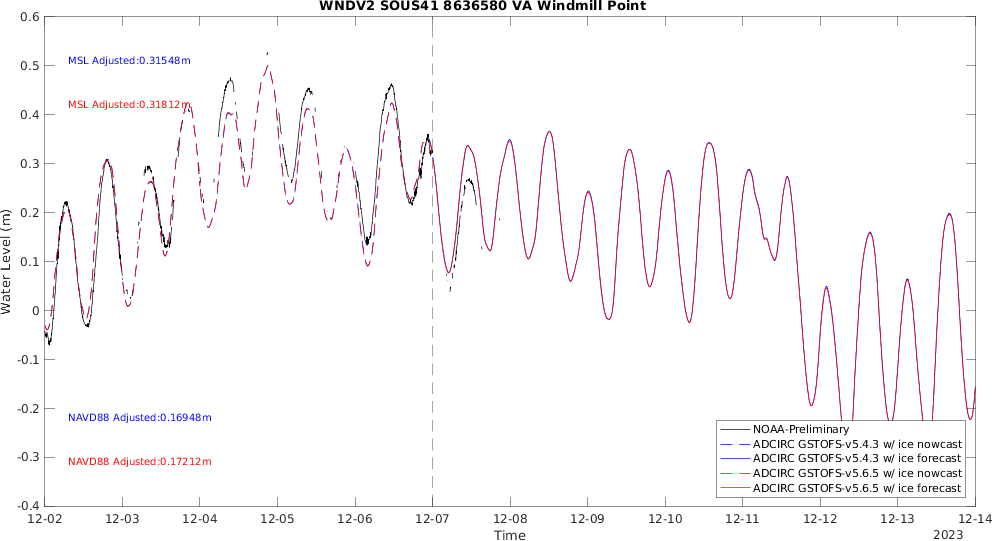 WNDV2 SOUS41 8636580 VA Windmill Point
0.6
0.5
0.4
0.3
0.2
0.1
0
-0.1
-0.2
-0.3
-0.4
Water Level (m)
MSL Adjusted:0.31548m
MSL Adjusted:0.31812m
NAVD88 Adjusted:0.16948m
NAVD88 Adjusted:0.17212m
NOAA-Preliminary
ADCIRC GSTOFS-v5.4.3 w/ ice nowcast
ADCIRC GSTOFS-v5.4.3 w/ ice forecast
ADCIRC GSTOFS-v5.6.5 w/ ice nowcast
ADCIRC GSTOFS-v5.6.5 w/ ice forecast
12-02 12-03 12-04 12-05 12-06 12-07 12-08 12-09 12-10 12-11 12-12 12-13 12-14
Time
2023